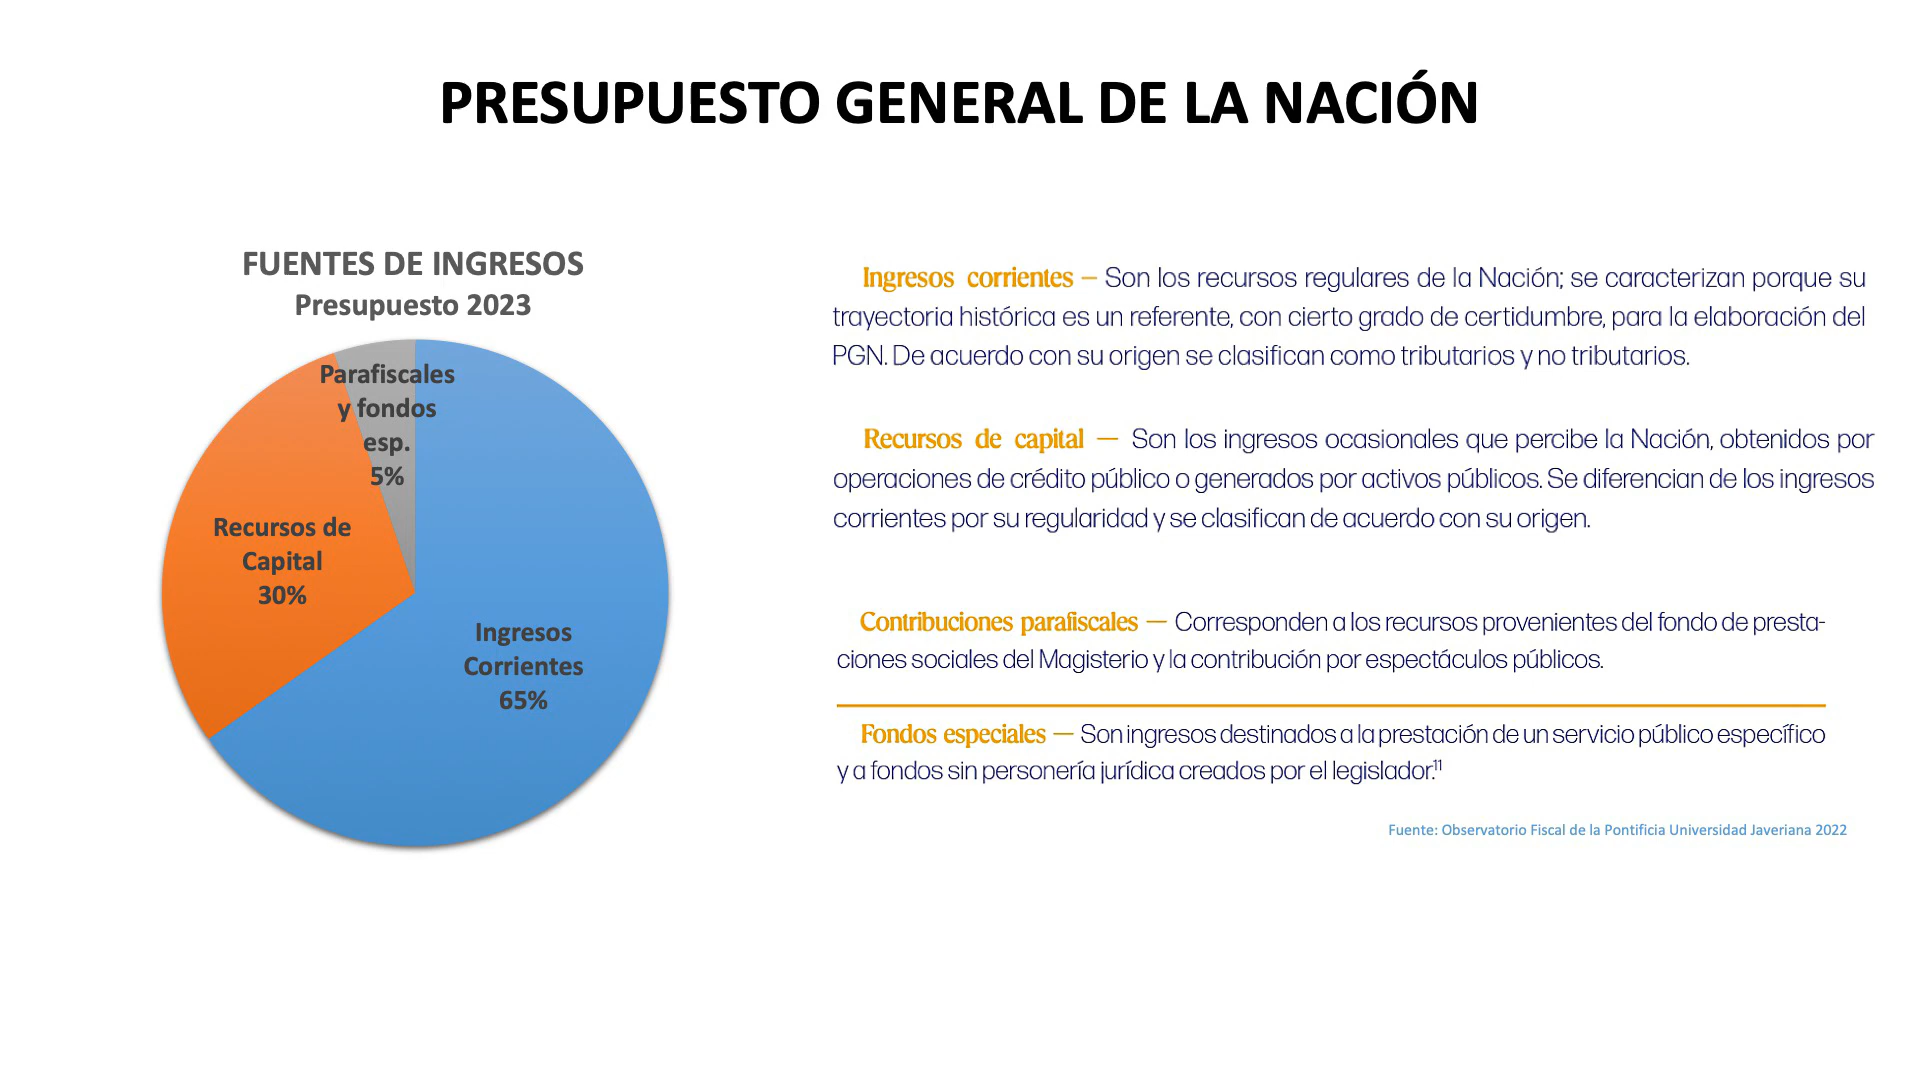 PRESUPUESTO GENERAL DE LA NACIÓN
FUENTES DE INGRESOS
Presupuesto 2023
Parafiscales
y fondos
esp.
5%
Recursos de
Capital
30%
Ingresos
Corrientes
65%
Ingresos corrientes – Son los recursos regulares de la Nación; se caracterizan porque su
trayectoria histórica es un referente, con cierto grado de certidumbre, para la elaboración del
PGN. De acuerdo con su origen se clasifican como tributarios y no tributarios.
Recursos de capital — Son los ingresos ocasionales que percibe la Nación, obtenidos por
operaciones de crédito público o generados por activos públicos. Se diferencian de los ingresos
corrientes por su regularidad y se clasifican de acuerdo con su origen.
Contribuciones parafiscales — Corresponden a los recursos provenientes del fondo de presta-
ciones sociales del Magisterio y la contribución por espectáculos públicos.
Fondos especiales — Son ingresos destinados a la prestación de un servicio público específico
y a fondos sin personería jurídica creados por el legislador.¹¹
Fuente: Observatorio Fiscal de la Pontificia Universidad Javeriana 2022